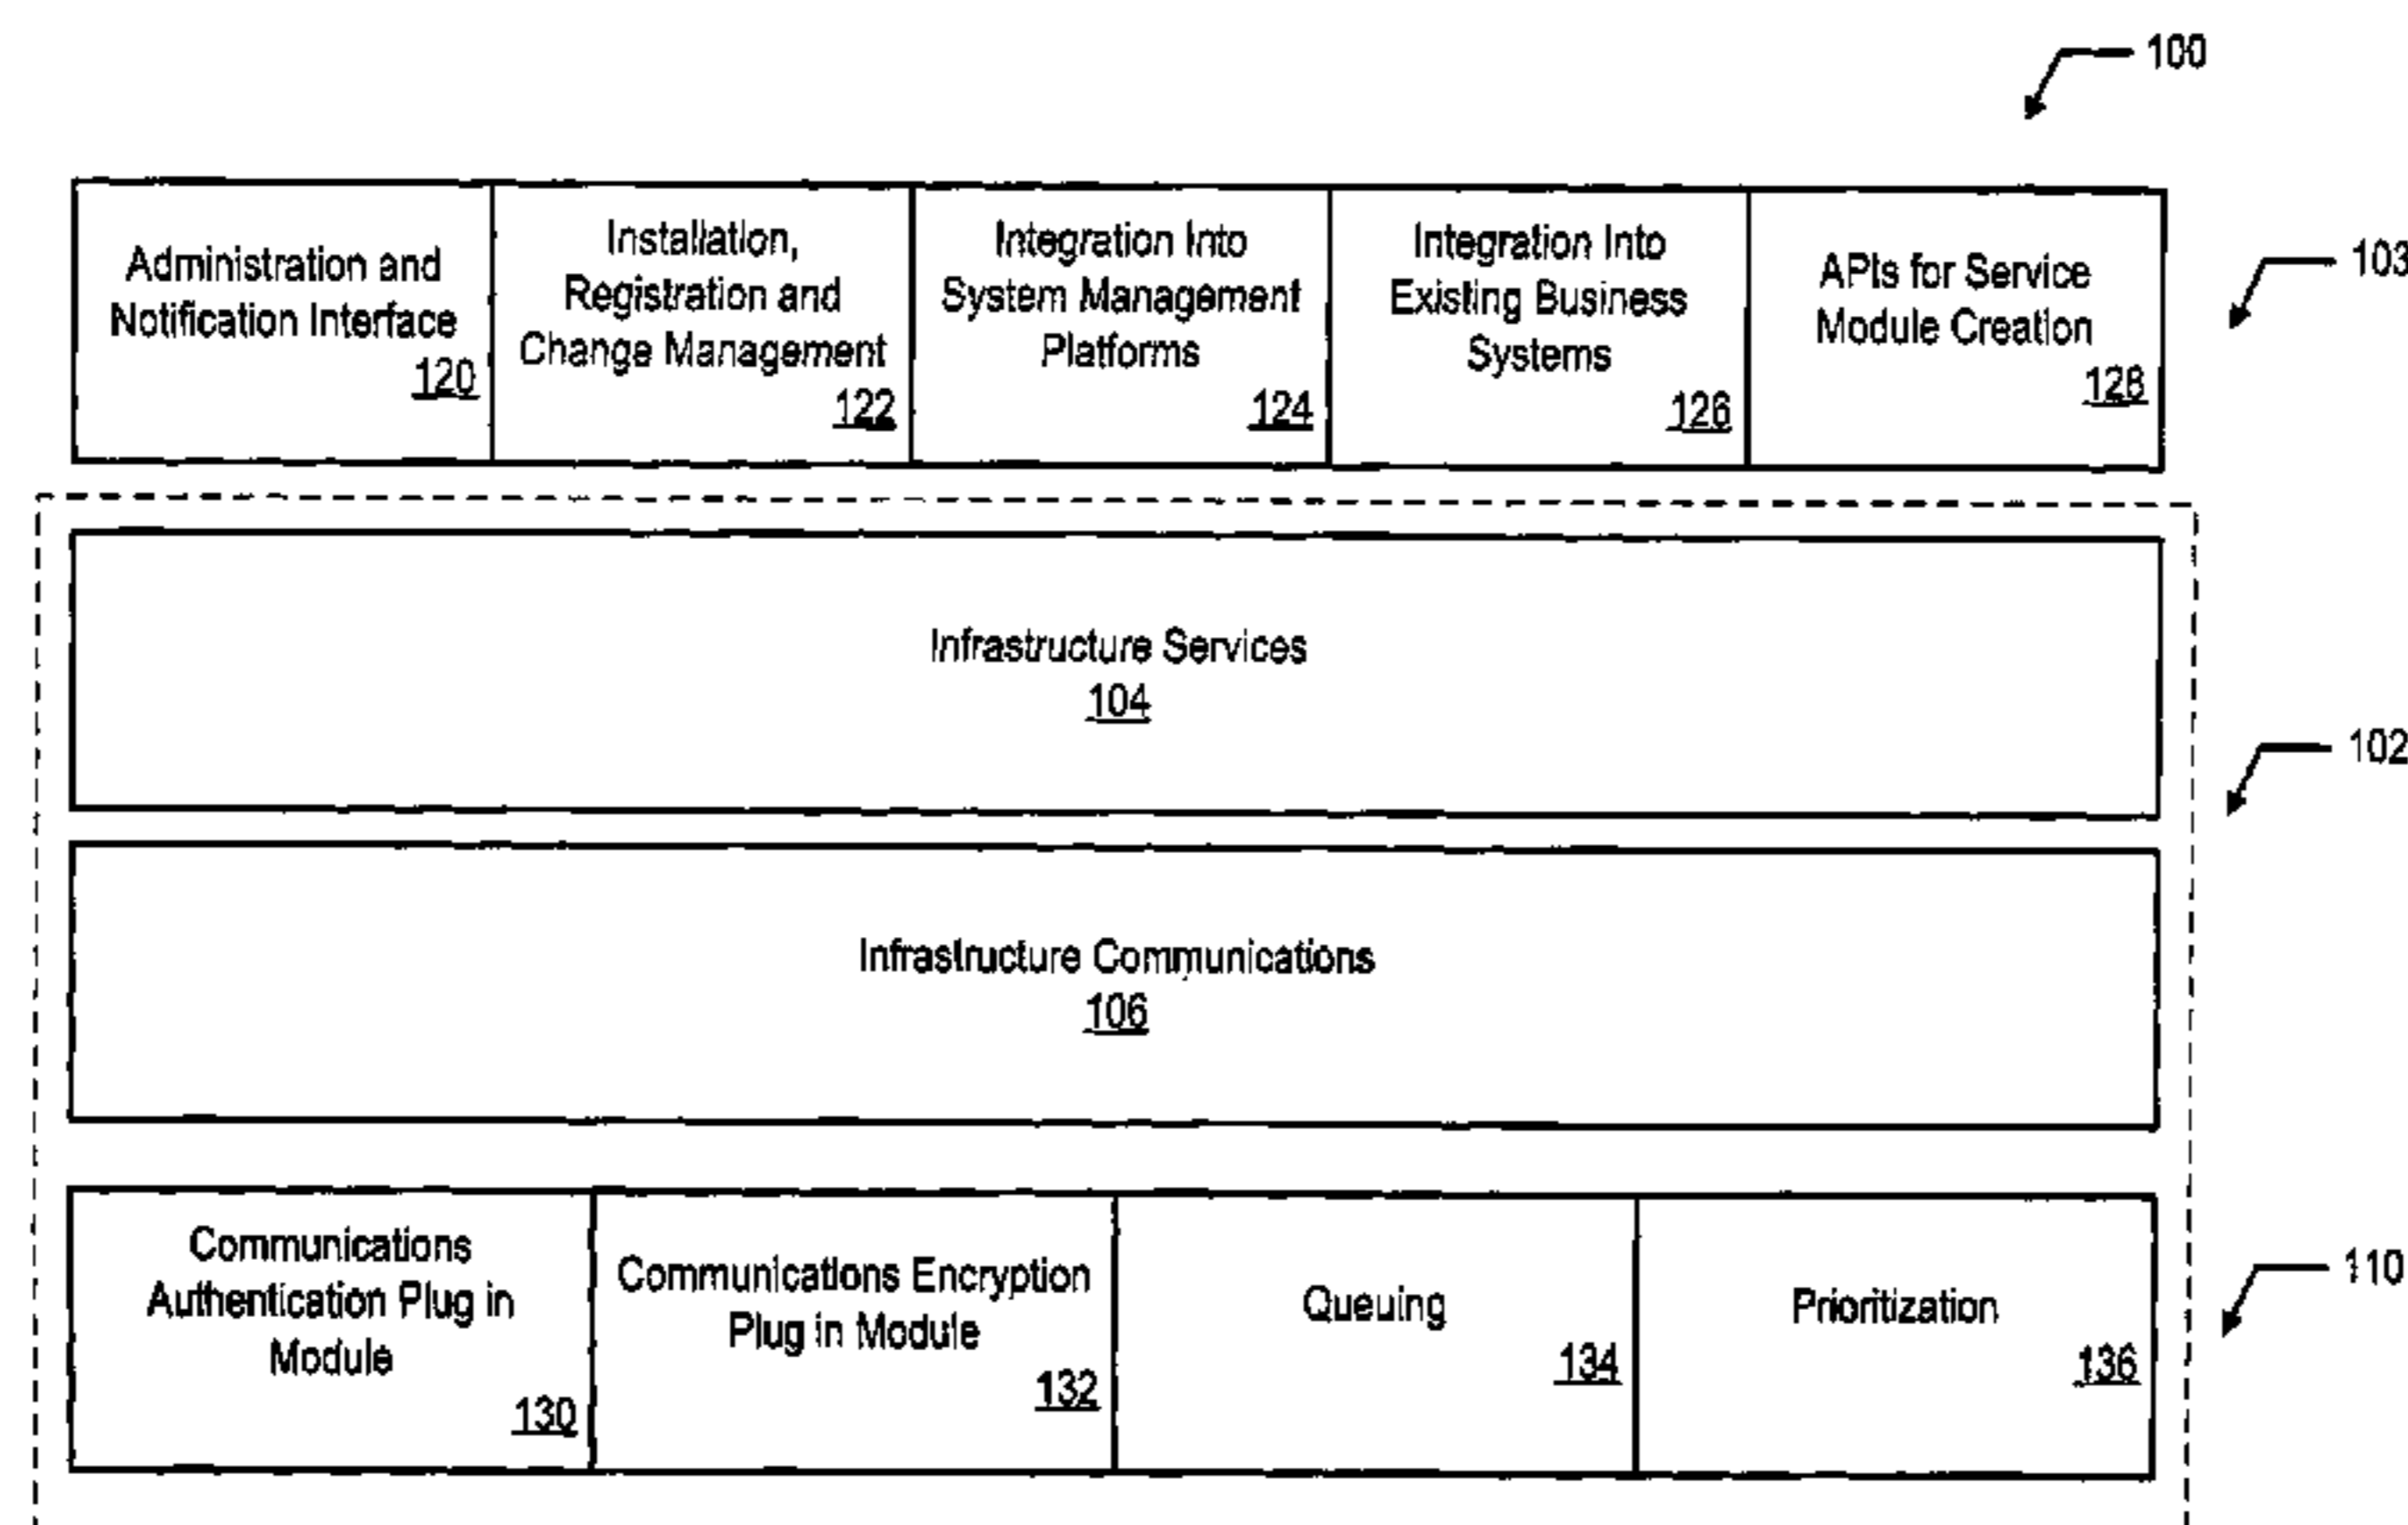 100
Administration and
Notification Interface
120
Installation,
Registration and
Change Management
122
Integration Into
System Management
Platforms
124
Integration Into
Existing Business
Systems
126
APIs for Service
Module Creation
128
103
Infrastructure Services
104
102
Infrastructure Communications
106
Communications
Authentication Plug in
Module
130
Communications Encryption
Plug in Module
132
Queuing
134
Prioritization
136
110